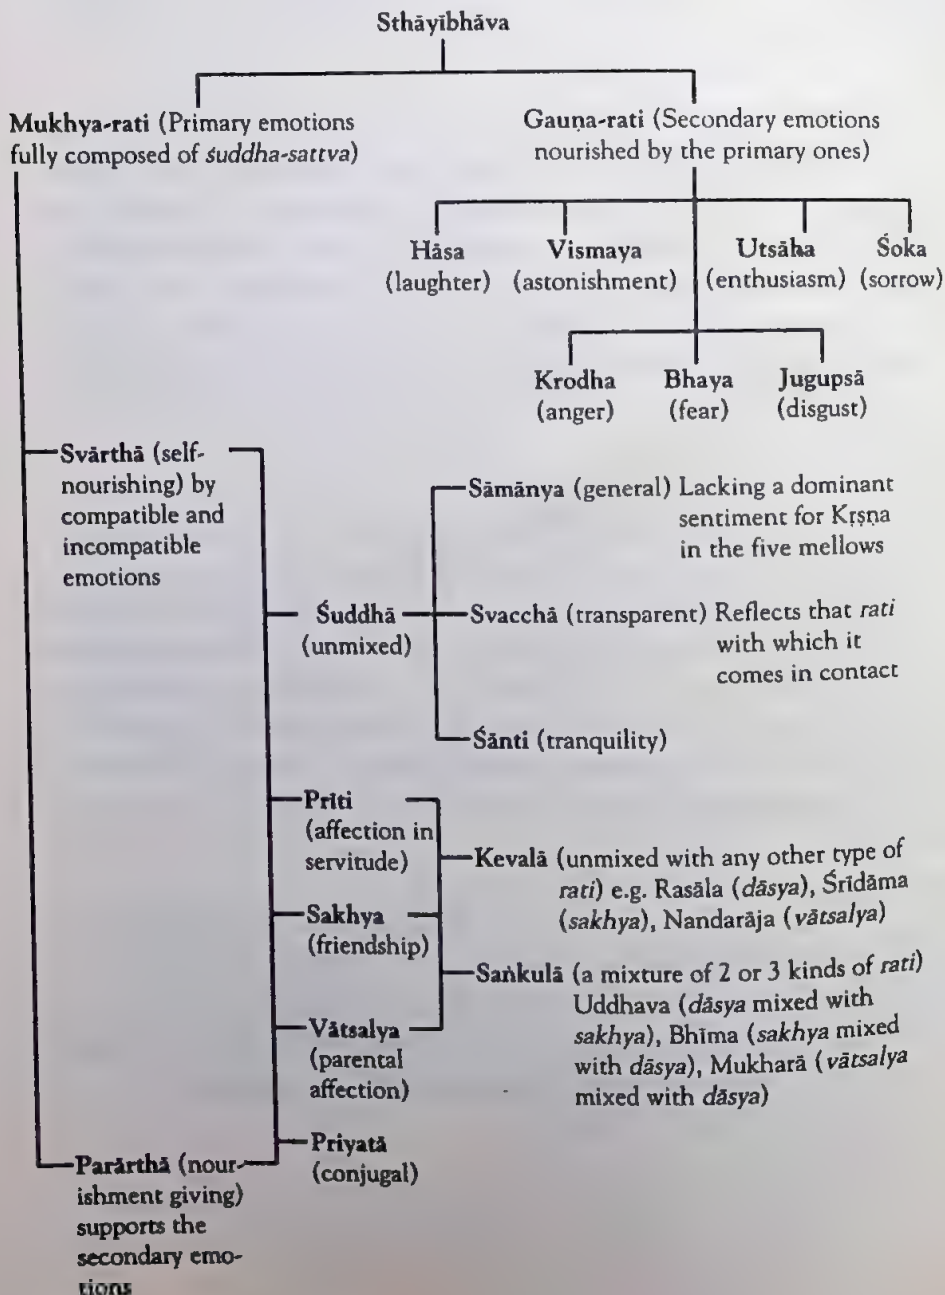 Sthāyībhāva
Mukhya-rati (Primary emotions
fully composed of śuddha-sattva)
Gauṇa-rati (Secondary emotions
nourished by the primary ones)
Hāsa
(laughter)
Vismaya
(astonishment)
Utsāha
(enthusiasm)
Śoka
(sorrow)
Krodha
(anger)
Bhaya
(fear)
Jugupsā
(disgust)
Svārthā (self-
nourishing) by
compatible and
incompatible
emotions
Śuddhā
(unmixed)
Sāmānya (general) Lacking a dominant
sentiment for Kṛṣṇa
in the five mellows
Svacchā (transparent) Reflects that rati
with which it
comes in contact
Śānti (tranquility)
Prīti
(affection in
servitude)
Sakhya
(friendship)
Vātsalya
(parental
affection)
Priyatā
(conjugal)
Kevalā (unmixed with any other type of
rati) e.g. Rasāla (dāsya), Śrīdāma
(sakhya), Nandarāja (vātsalya)
Saṅkulā (a mixture of 2 or 3 kinds of rati)
Uddhava (dāsya mixed with
sakhya), Bhīma (sakhya mixed
with dāsya), Mukharā (vātsalya
mixed with dāsya)
Parārthā (nour-
ishment giving)
supports the
secondary emo-
tions